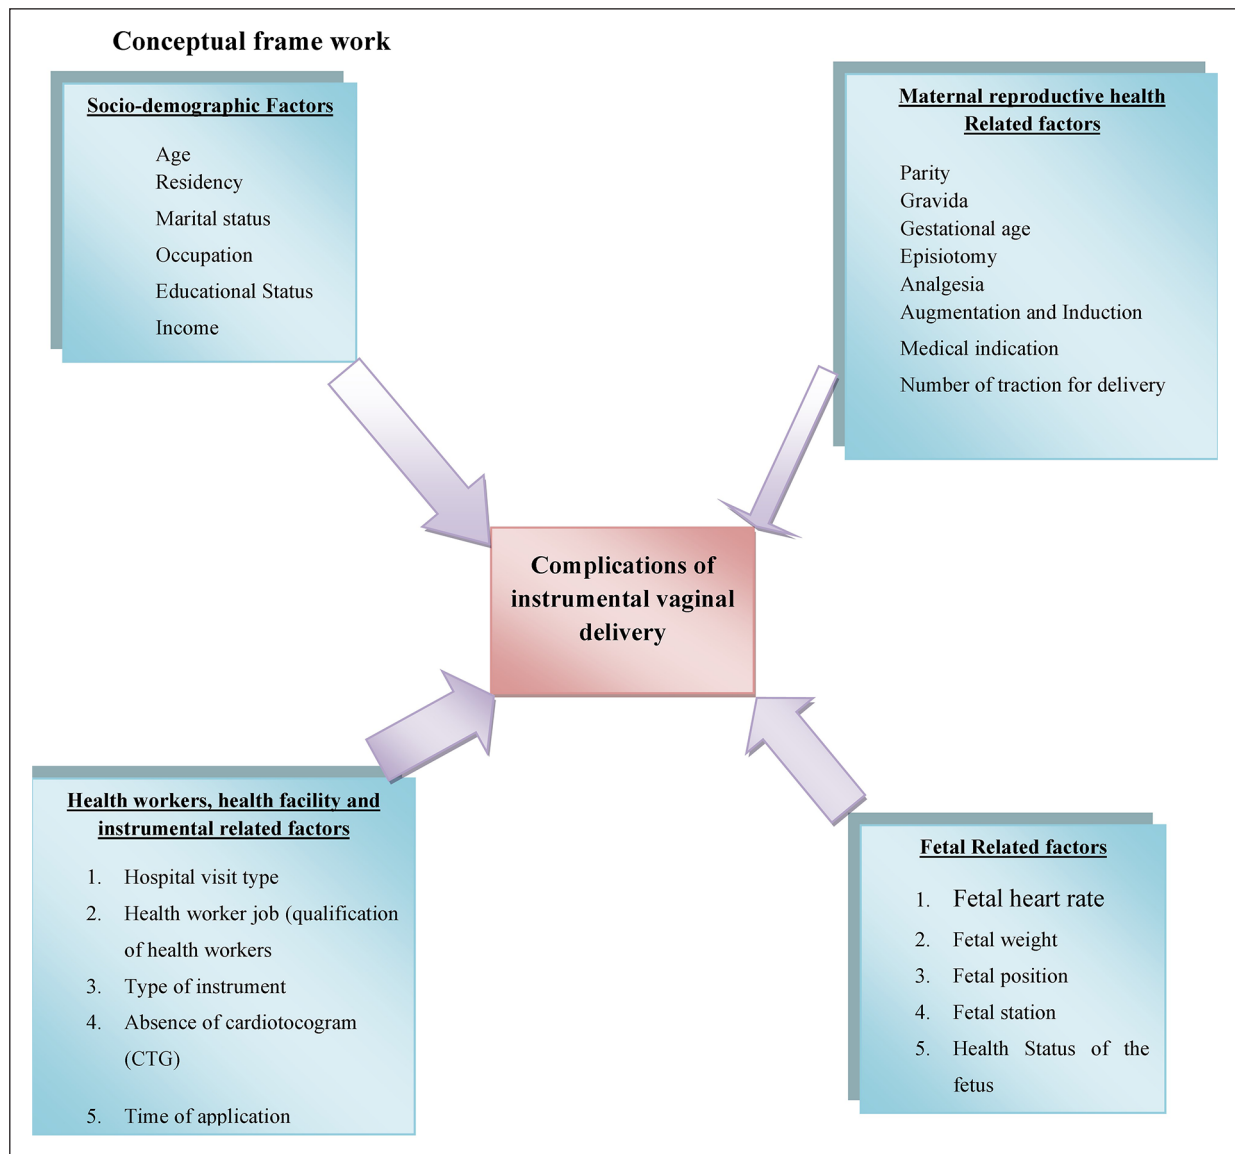 Conceptual frame work
Socio-demographic Factors
Age
Residency
Marital status
Occupation
Educational Status
Income
Maternal reproductive health
Related factors
Parity
Gravida
Gestational age
Episiotomy
Analgesia
Augmentation and Induction
Medical indication
Number of traction for delivery
Complications of
instrumental vaginal
delivery
Health workers, health facility and
instrumental related factors
1. Hospital visit type
2. Health worker job (qualification
of health workers
3. Type of instrument
4. Absence of cardiotocogram
(CTG)
5. Time of application
Fetal Related factors
1. Fetal heart rate
2. Fetal weight
3. Fetal position
4. Fetal station
5. Health Status of the
fetus